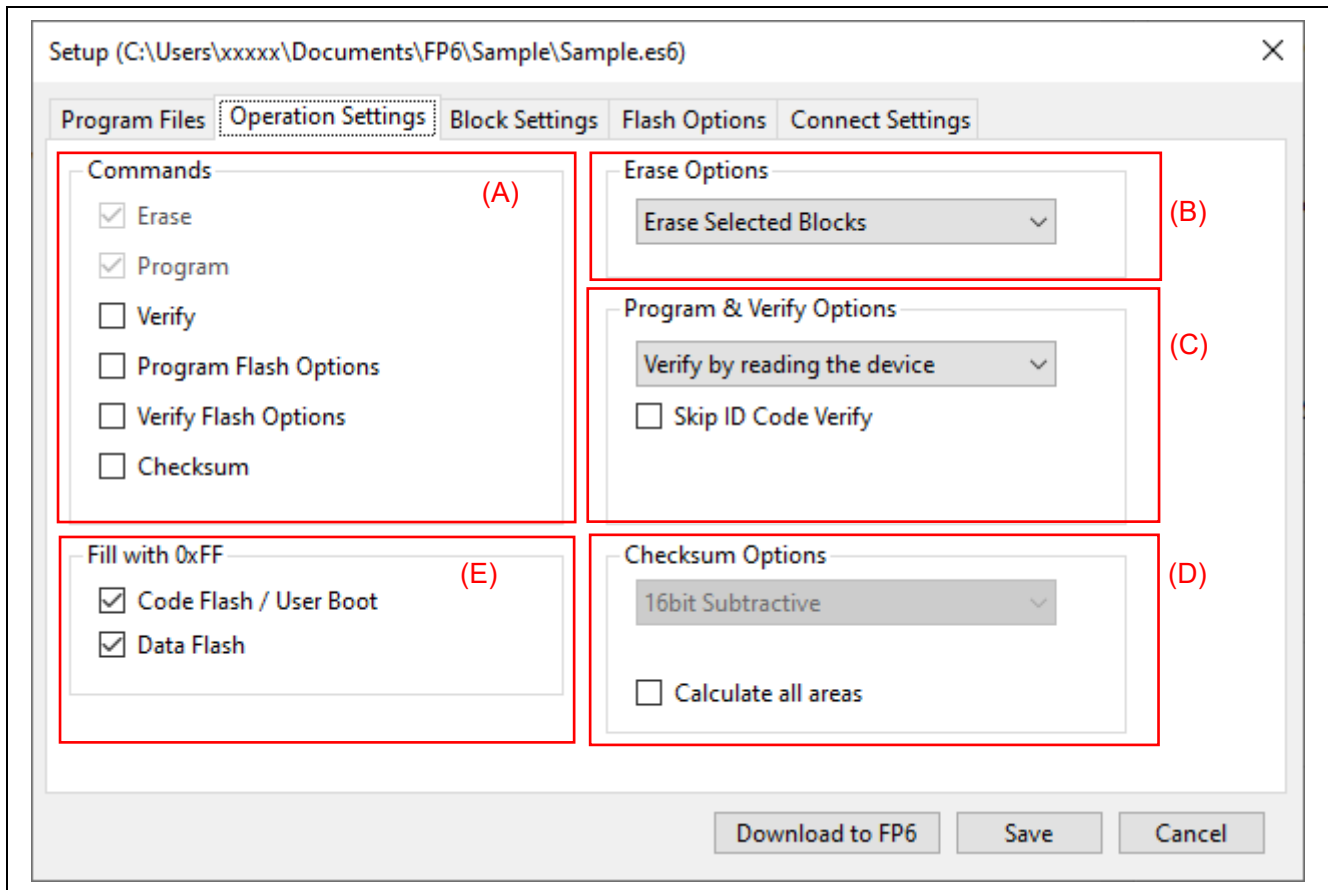 Setup (C:\Users\xxxxx\Documents\FP6\Sample\Sample.es6)
Program Files Operation Settings Block Settings Flash Options Connect Settings
Commands
(A)
Erase
Program
Verify
Program Flash Options
Verify Flash Options
Checksum
Erase Options
(B)
Erase Selected Blocks
Program & Verify Options
(C)
Verify by reading the device
Skip ID Code Verify
Fill with 0xFF
(E)
Code Flash / User Boot
Data Flash
Checksum Options
(D)
16bit Subtractive
Calculate all areas
Download to FP6 Save Cancel